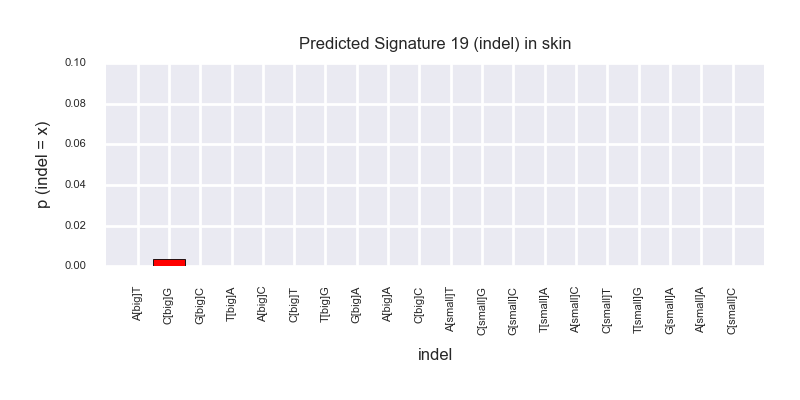 Predicted Signature 19 (indel) in skin
0.10
0.08
0.06
0.04
0.02
0.00
p (indel = x)
A[big]T
C[big]G
G[big]C
T[big]A
A[big]C
C[big]T
T[big]G
G[big]A
A[big]A
C[big]C
A[small]T
C[small]G
G[small]C
T[small]A
A[small]C
C[small]T
T[small]G
G[small]A
A[small]A
C[small]C
indel